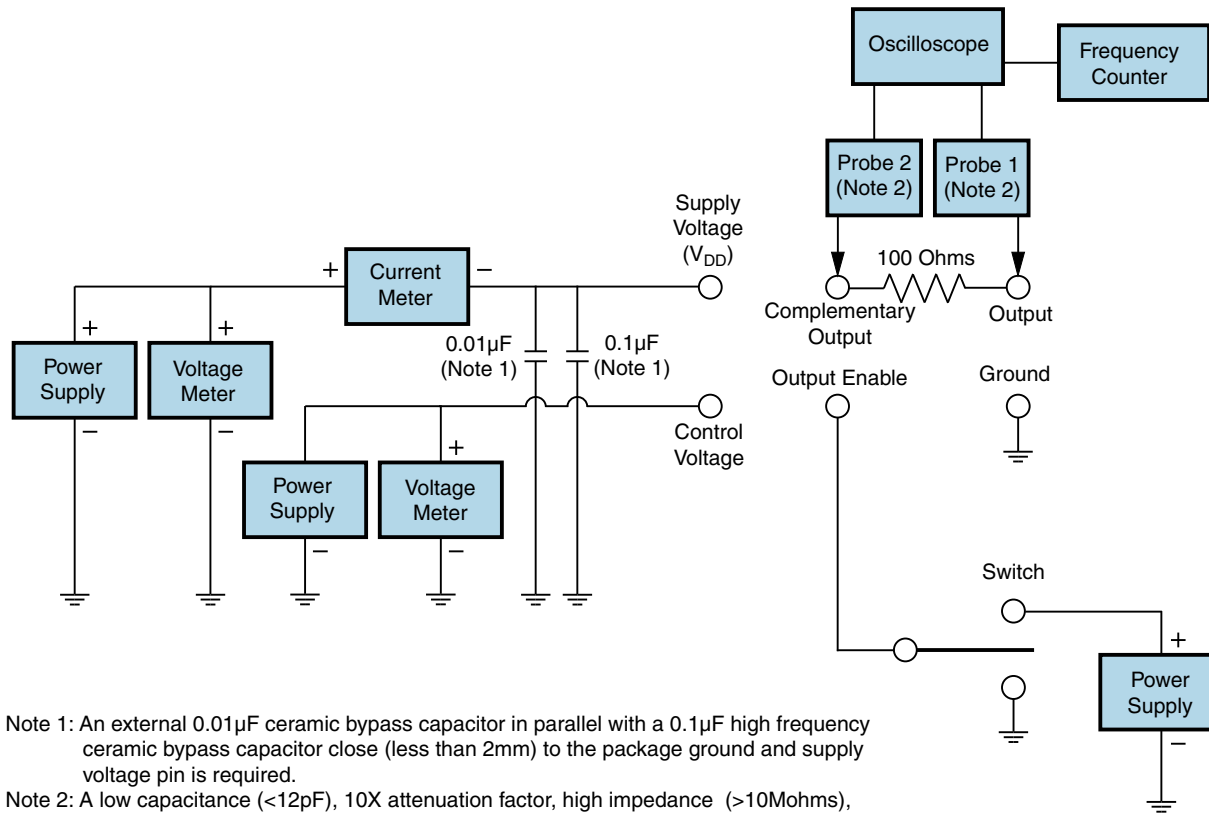 Oscilloscope
Frequency
Counter
Probe 2
(Note 2)
Probe 1
(Note 2)
Supply
Voltage
(VDD)
100 Ohms
+
Current
Meter
−
Complementary
Output
Output
+
Power
Supply
−
+
Voltage
Meter
−
0.01µF
(Note 1)
0.1µF
(Note 1)
Output Enable
Ground
Control
Voltage
Power
Supply
−
+
Voltage
Meter
−
Switch
+
Power
Supply
−
Note 1: An external 0.01µF ceramic bypass capacitor in parallel with a 0.1µF high frequency
ceramic bypass capacitor close (less than 2mm) to the package ground and supply
voltage pin is required.
Note 2: A low capacitance (<12pF), 10X attenuation factor, high impedance (>10Mohms),